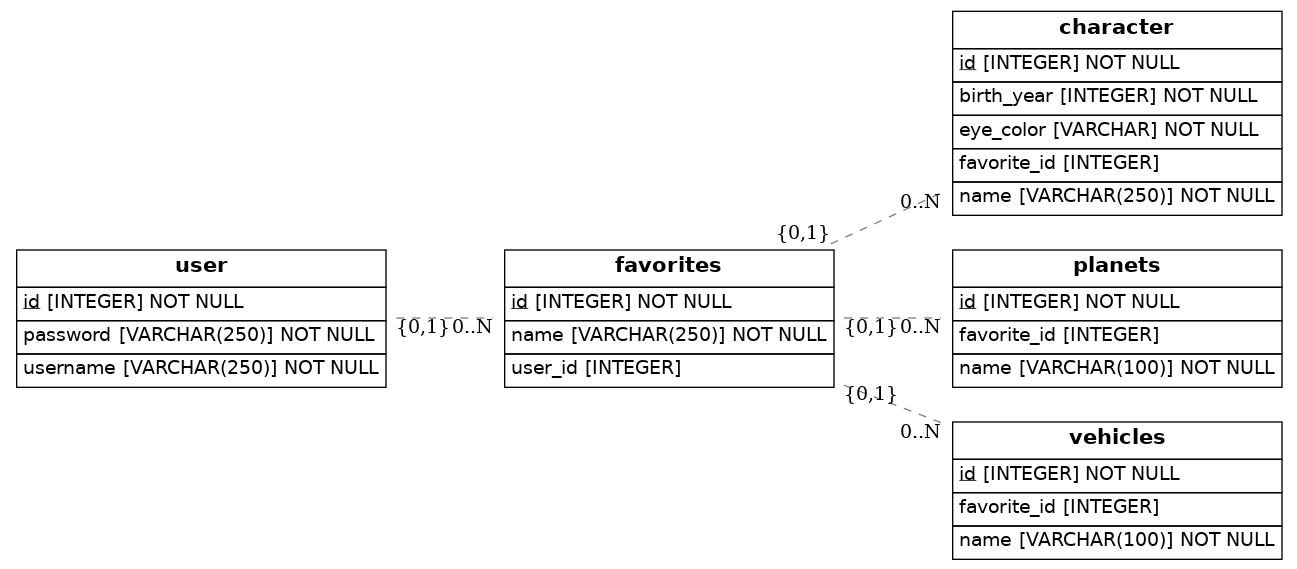 character
id [INTEGER] NOT NULL
birth_year [INTEGER] NOT NULL
eye_color [VARCHAR] NOT NULL
favorite_id [INTEGER]
name [VARCHAR(250)] NOT NULL
0..N
{0,1}
user
id [INTEGER] NOT NULL
password [VARCHAR(250)] NOT NULL
username [VARCHAR(250)] NOT NULL
{0,1} 0..N
favorites
id [INTEGER] NOT NULL
name [VARCHAR(250)] NOT NULL
user_id [INTEGER]
{0,1} 0..N
planets
id [INTEGER] NOT NULL
favorite_id [INTEGER]
name [VARCHAR(100)] NOT NULL
{0,1}
0..N
vehicles
id [INTEGER] NOT NULL
favorite_id [INTEGER]
name [VARCHAR(100)] NOT NULL